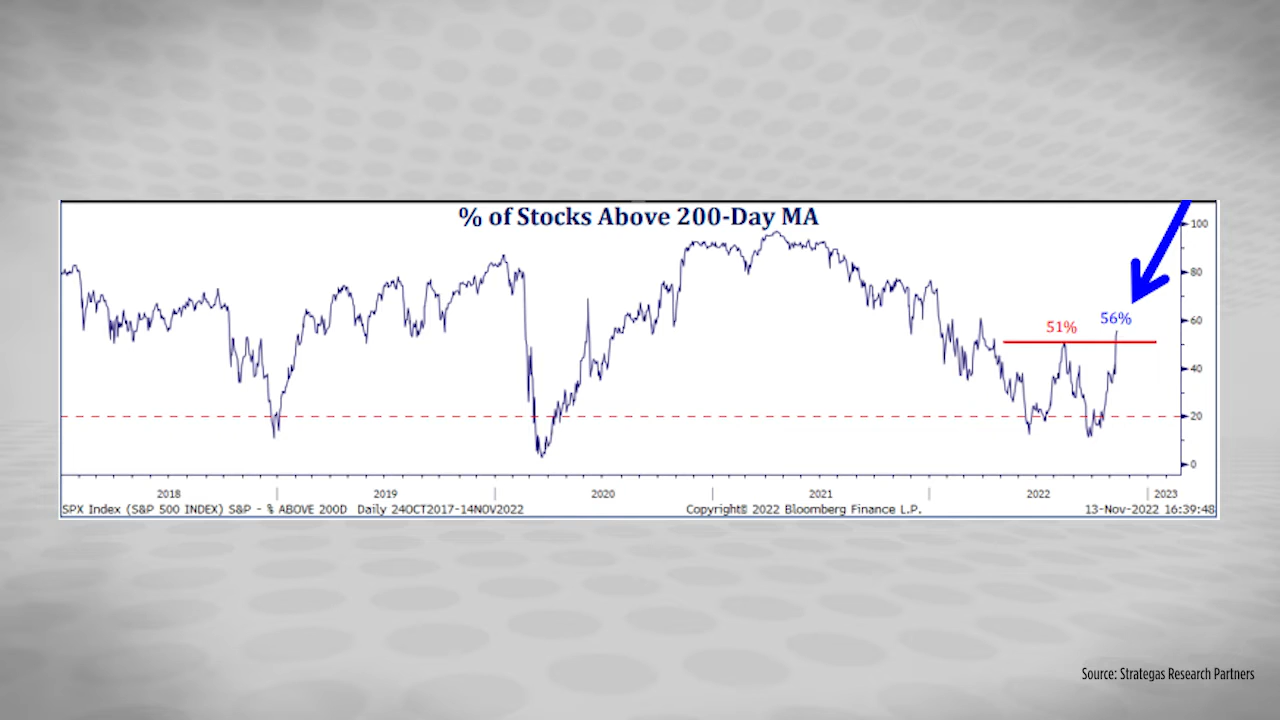 % of Stocks Above 200-Day MA
100
80
51%
56%
60
40
20
0
2018
2019
2020
2021
2022
2023
SPX Index (S&P 500 INDEX) S&P - % ABOVE 200D Daily 24OCT2017-14NOV2022
Copyright© 2022 Bloomberg Finance L.P.
13-Nov-2022 16:39:48
Source: Strategas Research Partners